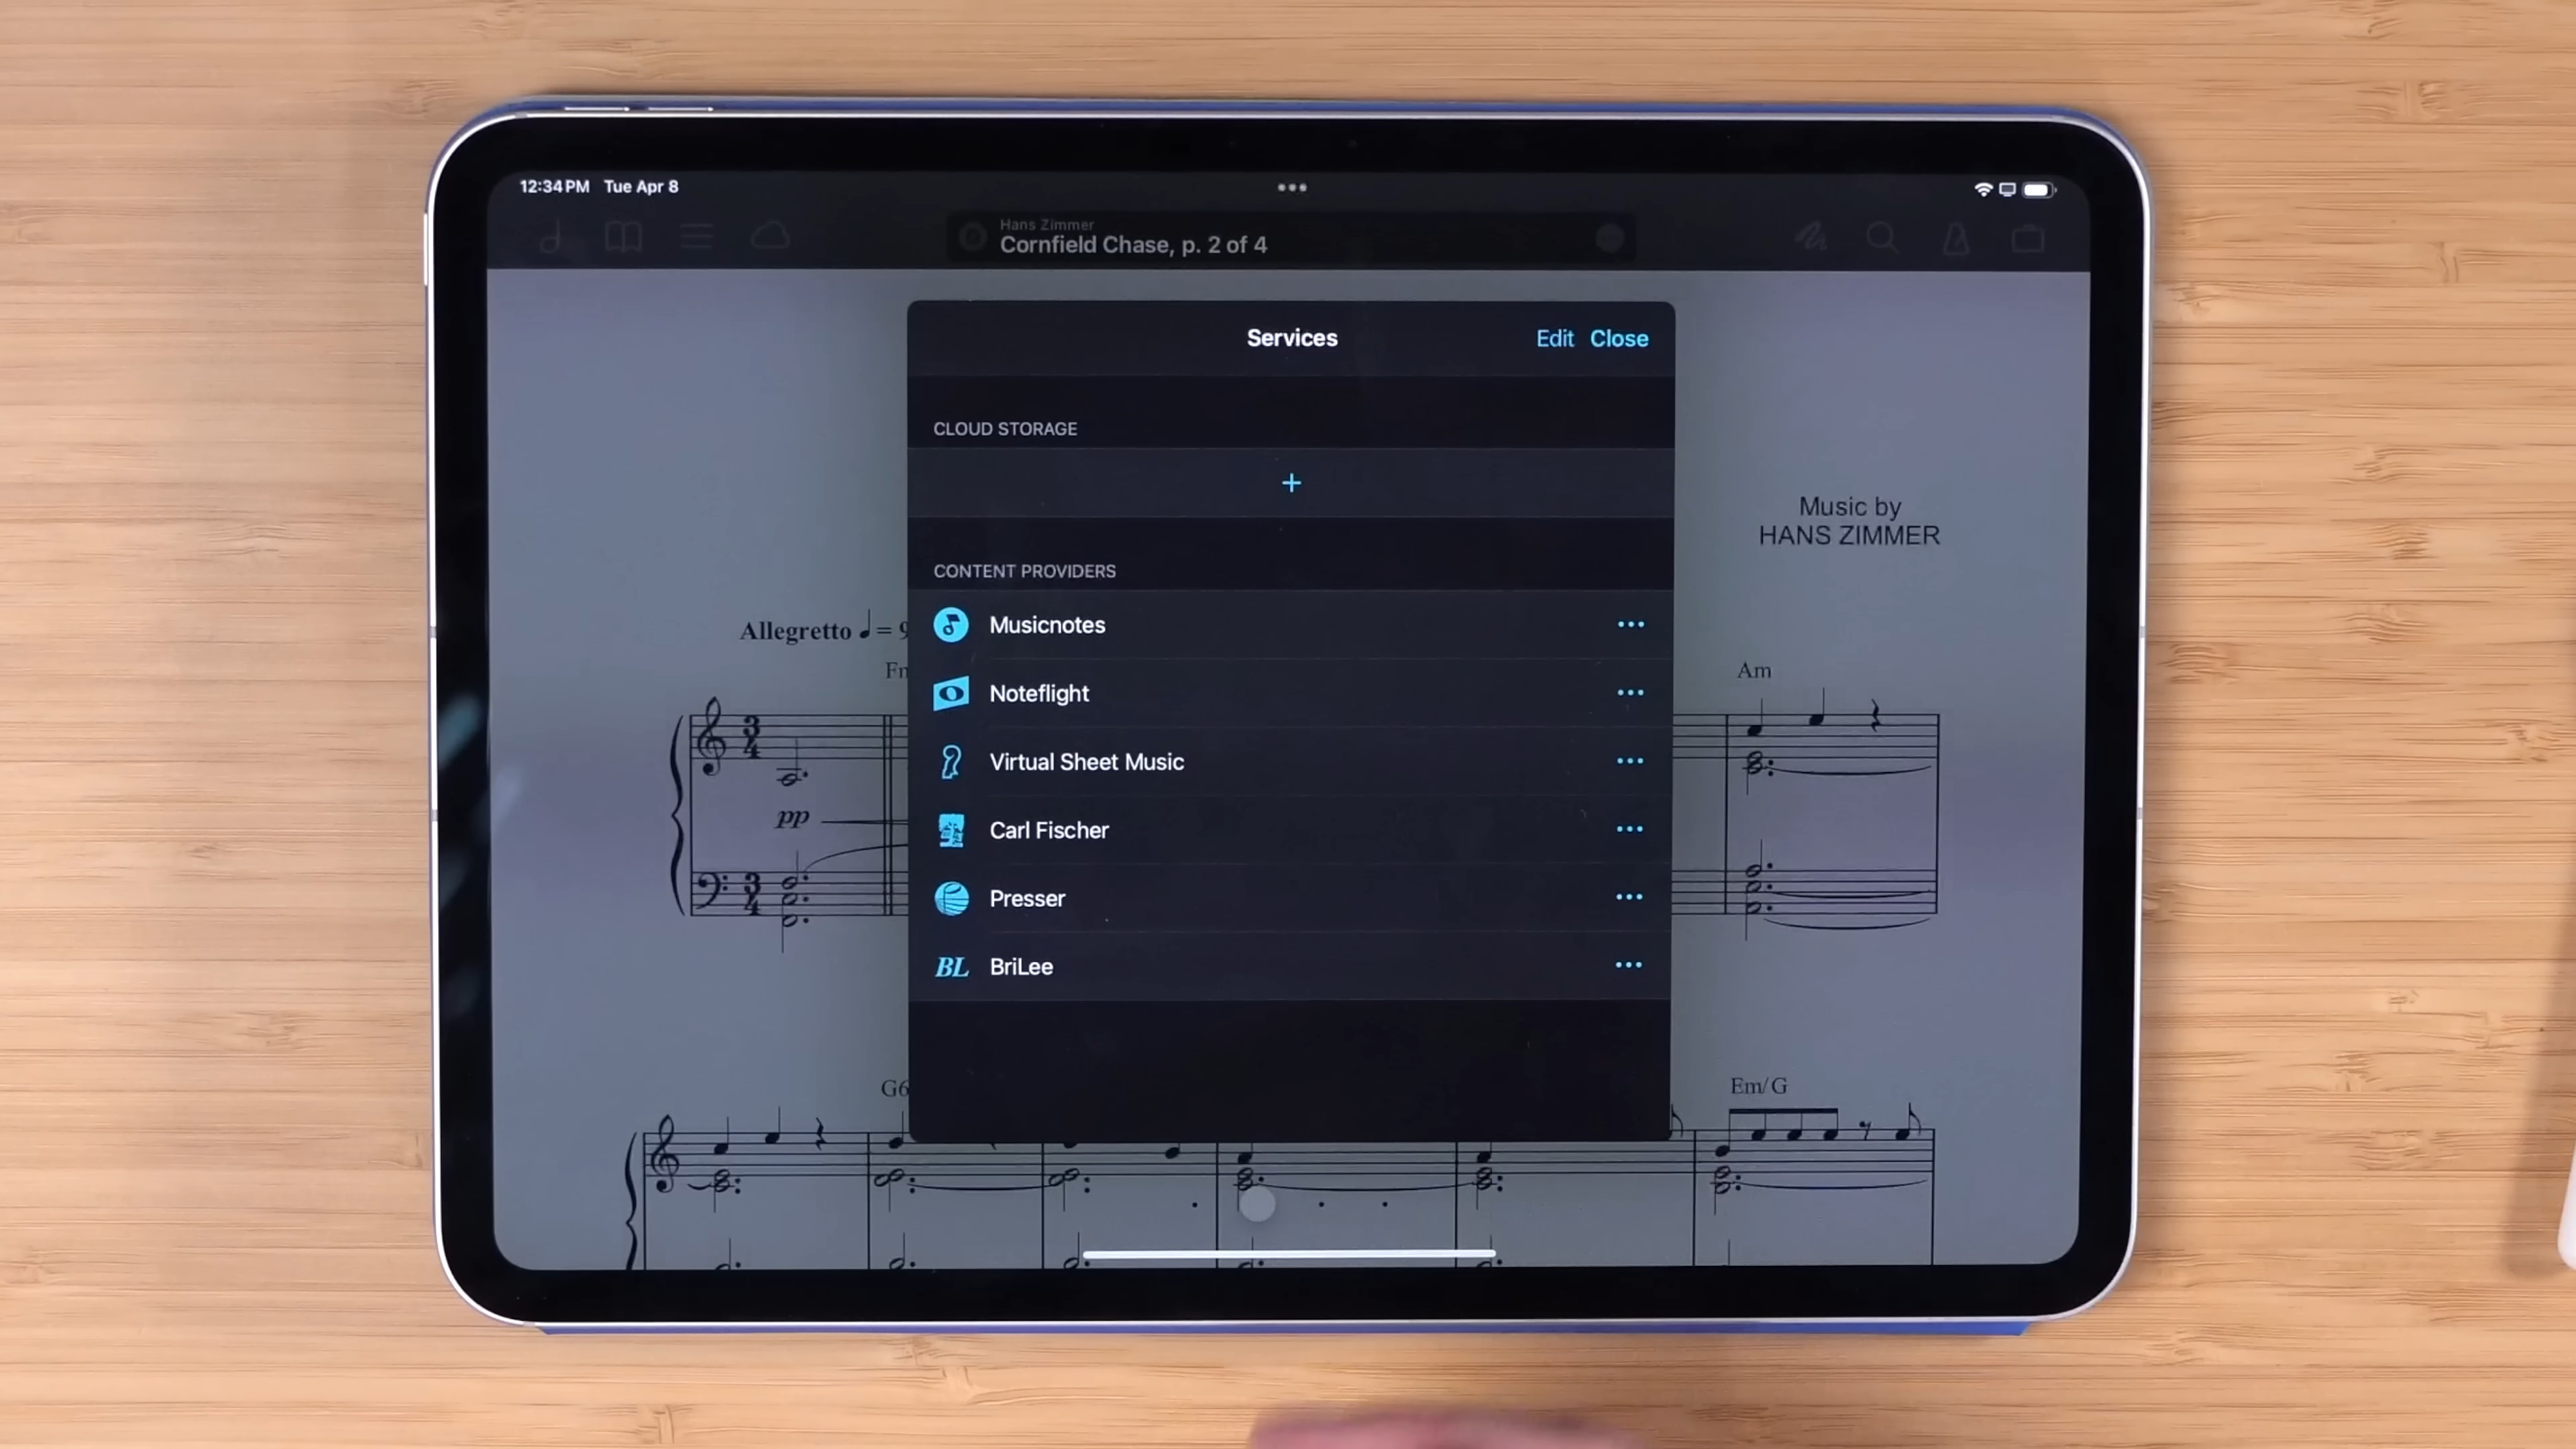 12:34 PM Tue Apr 8
Hans Zimmer
Cornfield Chase, p. 2 of 4
Services
Edit Close
CLOUD STORAGE
+
CONTENT PROVIDERS
Musicnotes
Noteflight
Virtual Sheet Music
Carl Fischer
Presser
BL BriLee
Music by
HANS ZIMMER
Allegretto ♩ = 9
Am
pp
G6
Em/G